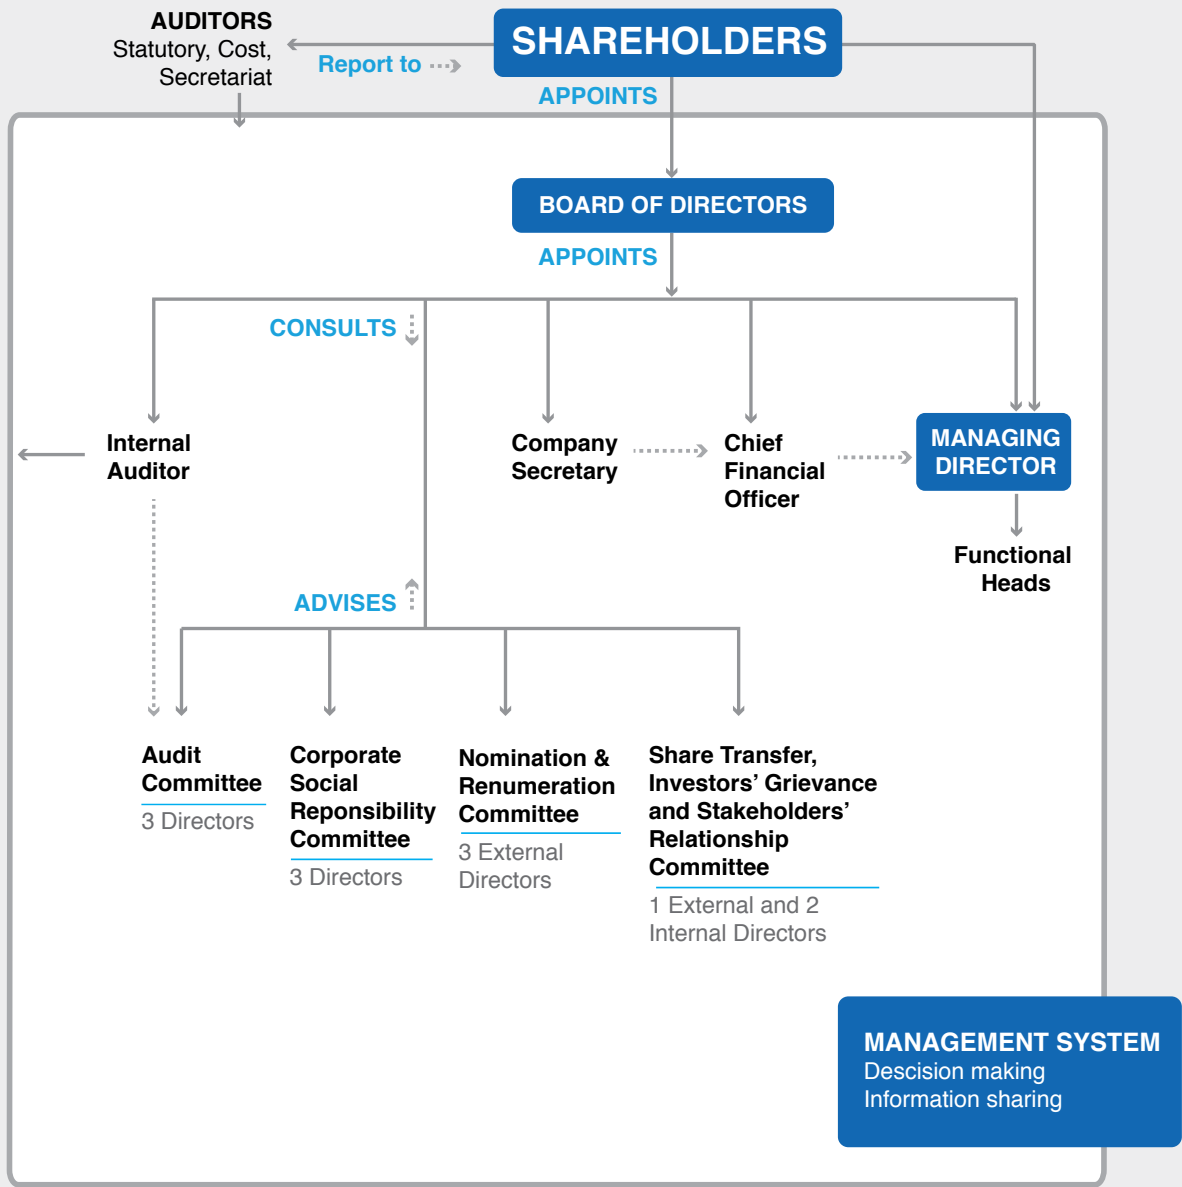 AUDITORS
Statutory, Cost,
Secretariat
Report to
SHAREHOLDERS
APPOINTS
BOARD OF DIRECTORS
APPOINTS
CONSULTS
Internal
Auditor
Company
Secretary
Chief
Financial
Officer
MANAGING
DIRECTOR
Functional
Heads
ADVISES
Audit
Committee
3 Directors
Corporate
Social
Reponsibility
Committee
3 Directors
Nomination &
Renumeration
Committee
3 External
Directors
Share Transfer,
Investors’ Grievance
and Stakeholders’
Relationship
Committee
1 External and 2
Internal Directors
MANAGEMENT SYSTEM
Descision making
Information sharing